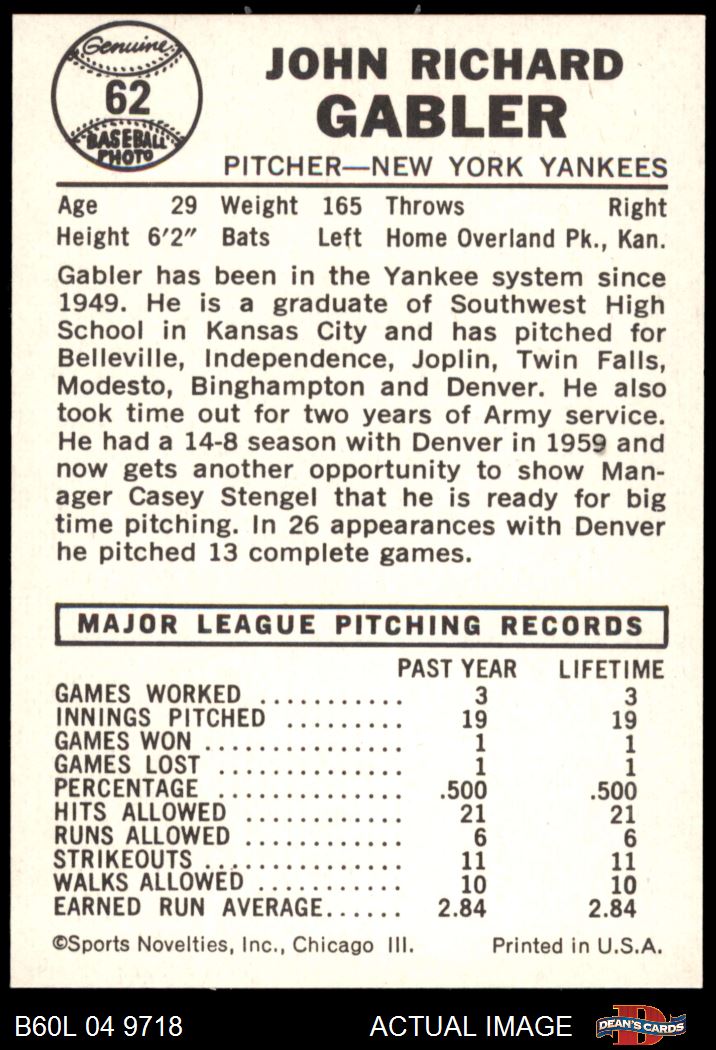 Genuine
62
BASEBALL
PHOTO
JOHN RICHARD
GABLER
PITCHER—NEW YORK YANKEES
Age 29 Weight 165 Throws Right
Height 6'2" Bats Left Home Overland Pk., Kan.
Gabler has been in the Yankee system since
1949. He is a graduate of Southwest High
School in Kansas City and has pitched for
Belleville, Independence, Joplin, Twin Falls,
Modesto, Binghampton and Denver. He also
took time out for two years of Army service.
He had a 14-8 season with Denver in 1959 and
now gets another opportunity to show Man-
ager Casey Stengel that he is ready for big
time pitching. In 26 appearances with Denver
he pitched 13 complete games.
MAJOR LEAGUE PITCHING RECORDS
PAST YEAR LIFETIME
GAMES WORKED ........... 3 3
INNINGS PITCHED ......... 19 19
GAMES WON ............... 1 1
GAMES LOST .............. 1 1
PERCENTAGE .............. .500 .500
HITS ALLOWED ............ 21 21
RUNS ALLOWED ............ 6 6
STRIKEOUTS ............... 11 11
WALKS ALLOWED ........... 10 10
EARNED RUN AVERAGE...... 2.84 2.84
©Sports Novelties, Inc., Chicago Ill. Printed in U.S.A.
B60L 04 9718 ACTUAL IMAGE DEAN'S CARDS